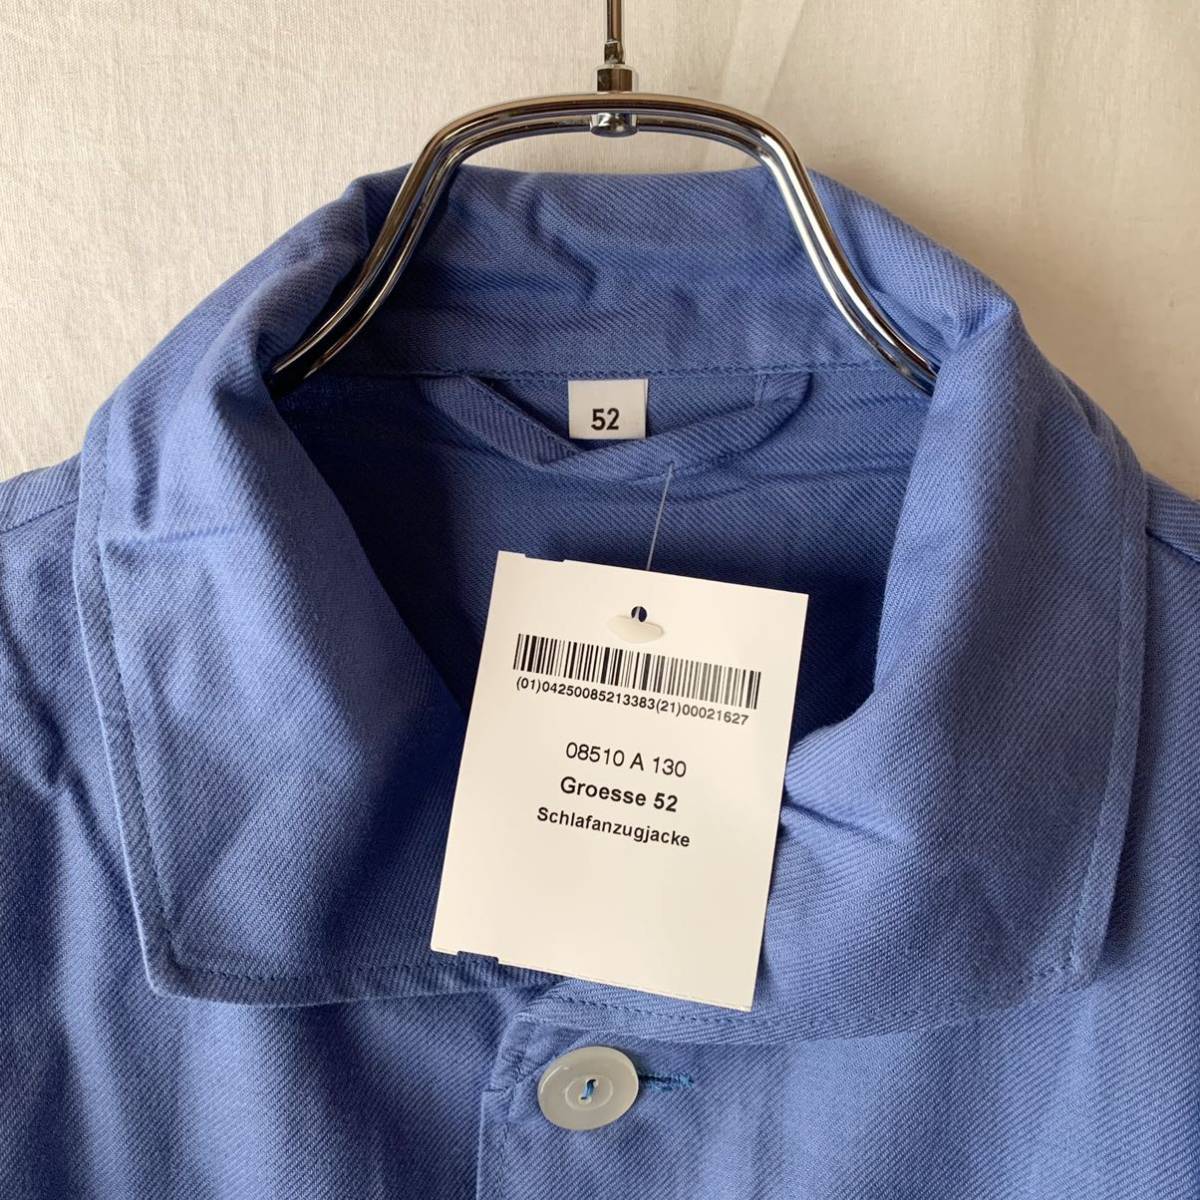 52
(01)04250085213383(21)00021627
08510 A 130
Groesse 52
Schlafanzugjacke